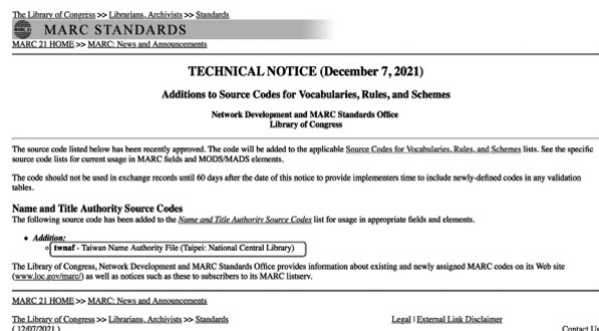 The Library of Congress >> Librarians, Archivists >> Standards
MARC 21
MARC STANDARDS
MARC 21 HOME >> MARC: News and Announcements
TECHNICAL NOTICE (December 7, 2021)
Additions to Source Codes for Vocabularies, Rules, and Schemes
Network Development and MARC Standards Office
Library of Congress
The source code listed below has been recently approved. The code will be added to the applicable Source Codes for Vocabularies, Rules, and Schemes lists. See the specific
source code lists for current usage in MARC fields and MODS/MADS elements.
The code should not be used in exchange records until 60 days after the date of this notice to provide implementers time to include newly-defined codes in any validation
tables.
Name and Title Authority Source Codes
The following source code has been added to the Name and Title Authority Source Codes list for usage in appropriate fields and elements.
• Addition:
◦ twnaf - Taiwan Name Authority File (Taipei: National Central Library)
The Library of Congress, Network Development and MARC Standards Office provides information about existing and newly assigned MARC codes on its Web site
(www.loc.gov/marc/) as well as notices such as these to subscribers to its MARC listserv.
MARC 21 HOME >> MARC: News and Announcements
The Library of Congress >> Librarians, Archivists >> Standards
( 12/07/2021 )
Legal | External Link Disclaimer
Contact Us